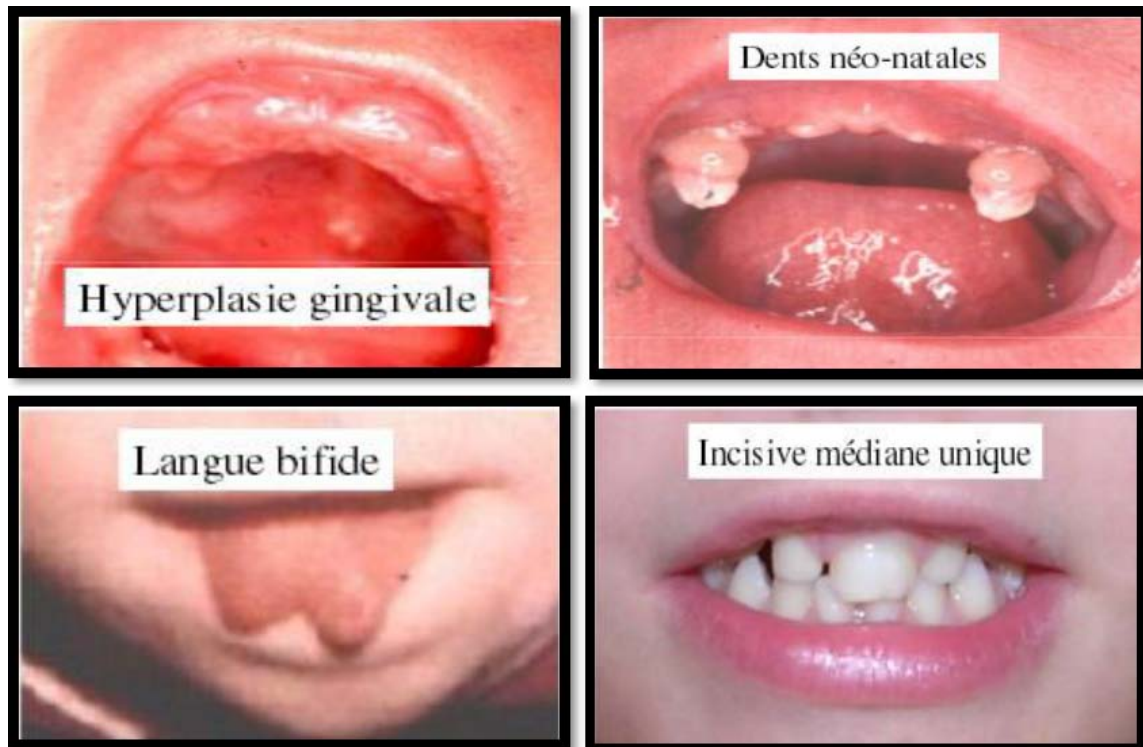 Hyperplasie gingivale
Dents néo-natales
Langue bifide
Incisive médiane unique